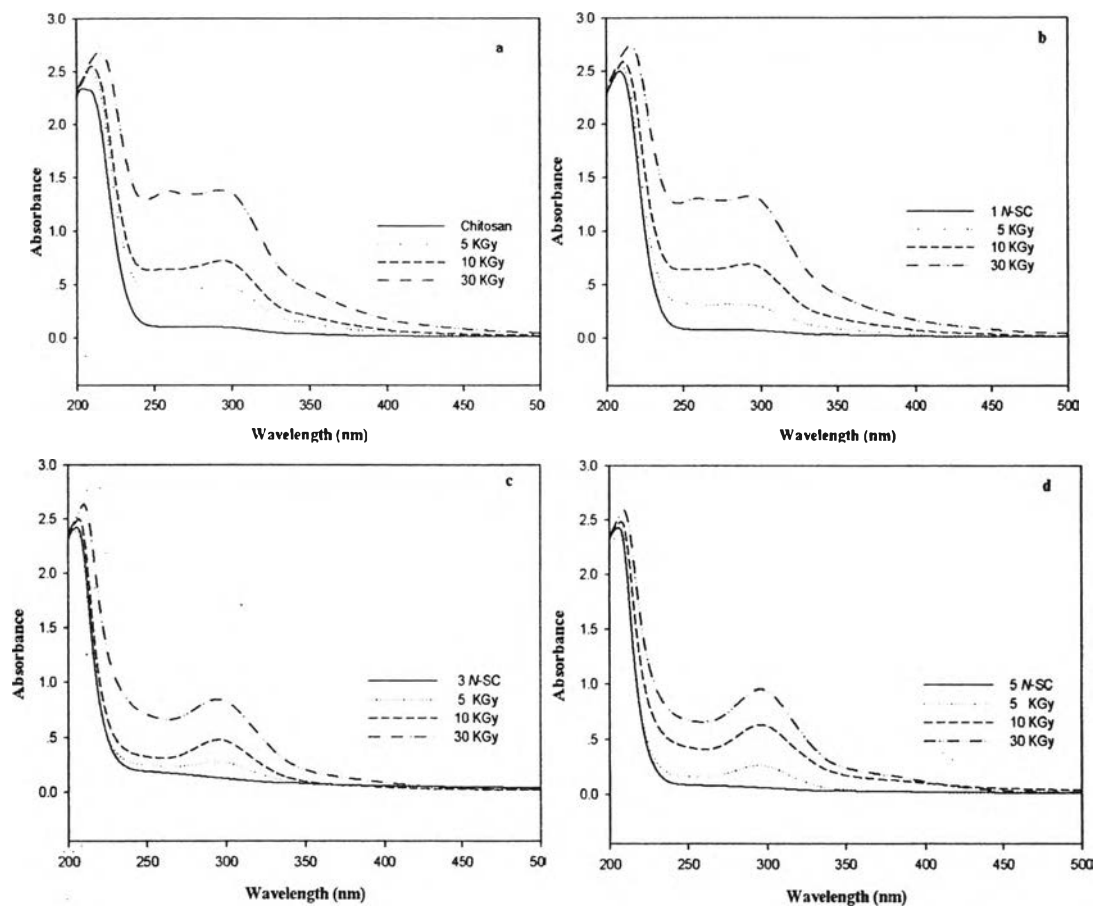 a
3.0
2.5
2.0
1.5
1.0
.5
0.0
Absorbance
Chitosan
5 KGy
10 KGy
30 KGy
200 250 300 350 400 450 50
Wavelength (nm)
b
3.0
2.5
2.0
1.5
1.0
.5
0.0
Absorbance
1 N-SC
5 KGy
10 KGy
30 KGy
200 250 300 350 400 450 500
Wavelength (nm)
c
3.0
2.5
2.0
1.5
1.0
.5
0.0
Absorbance
3 N-SC
5 KGy
10 KGy
30 KGy
200 250 300 350 400 450 50
Wavelength (nm)
d
3.0
2.5
2.0
1.5
1.0
.5
0.0
Absorbance
5 N-SC
5 KGy
10 KGy
30 KGy
200 250 300 350 400 450 500
Wavelength (nm)